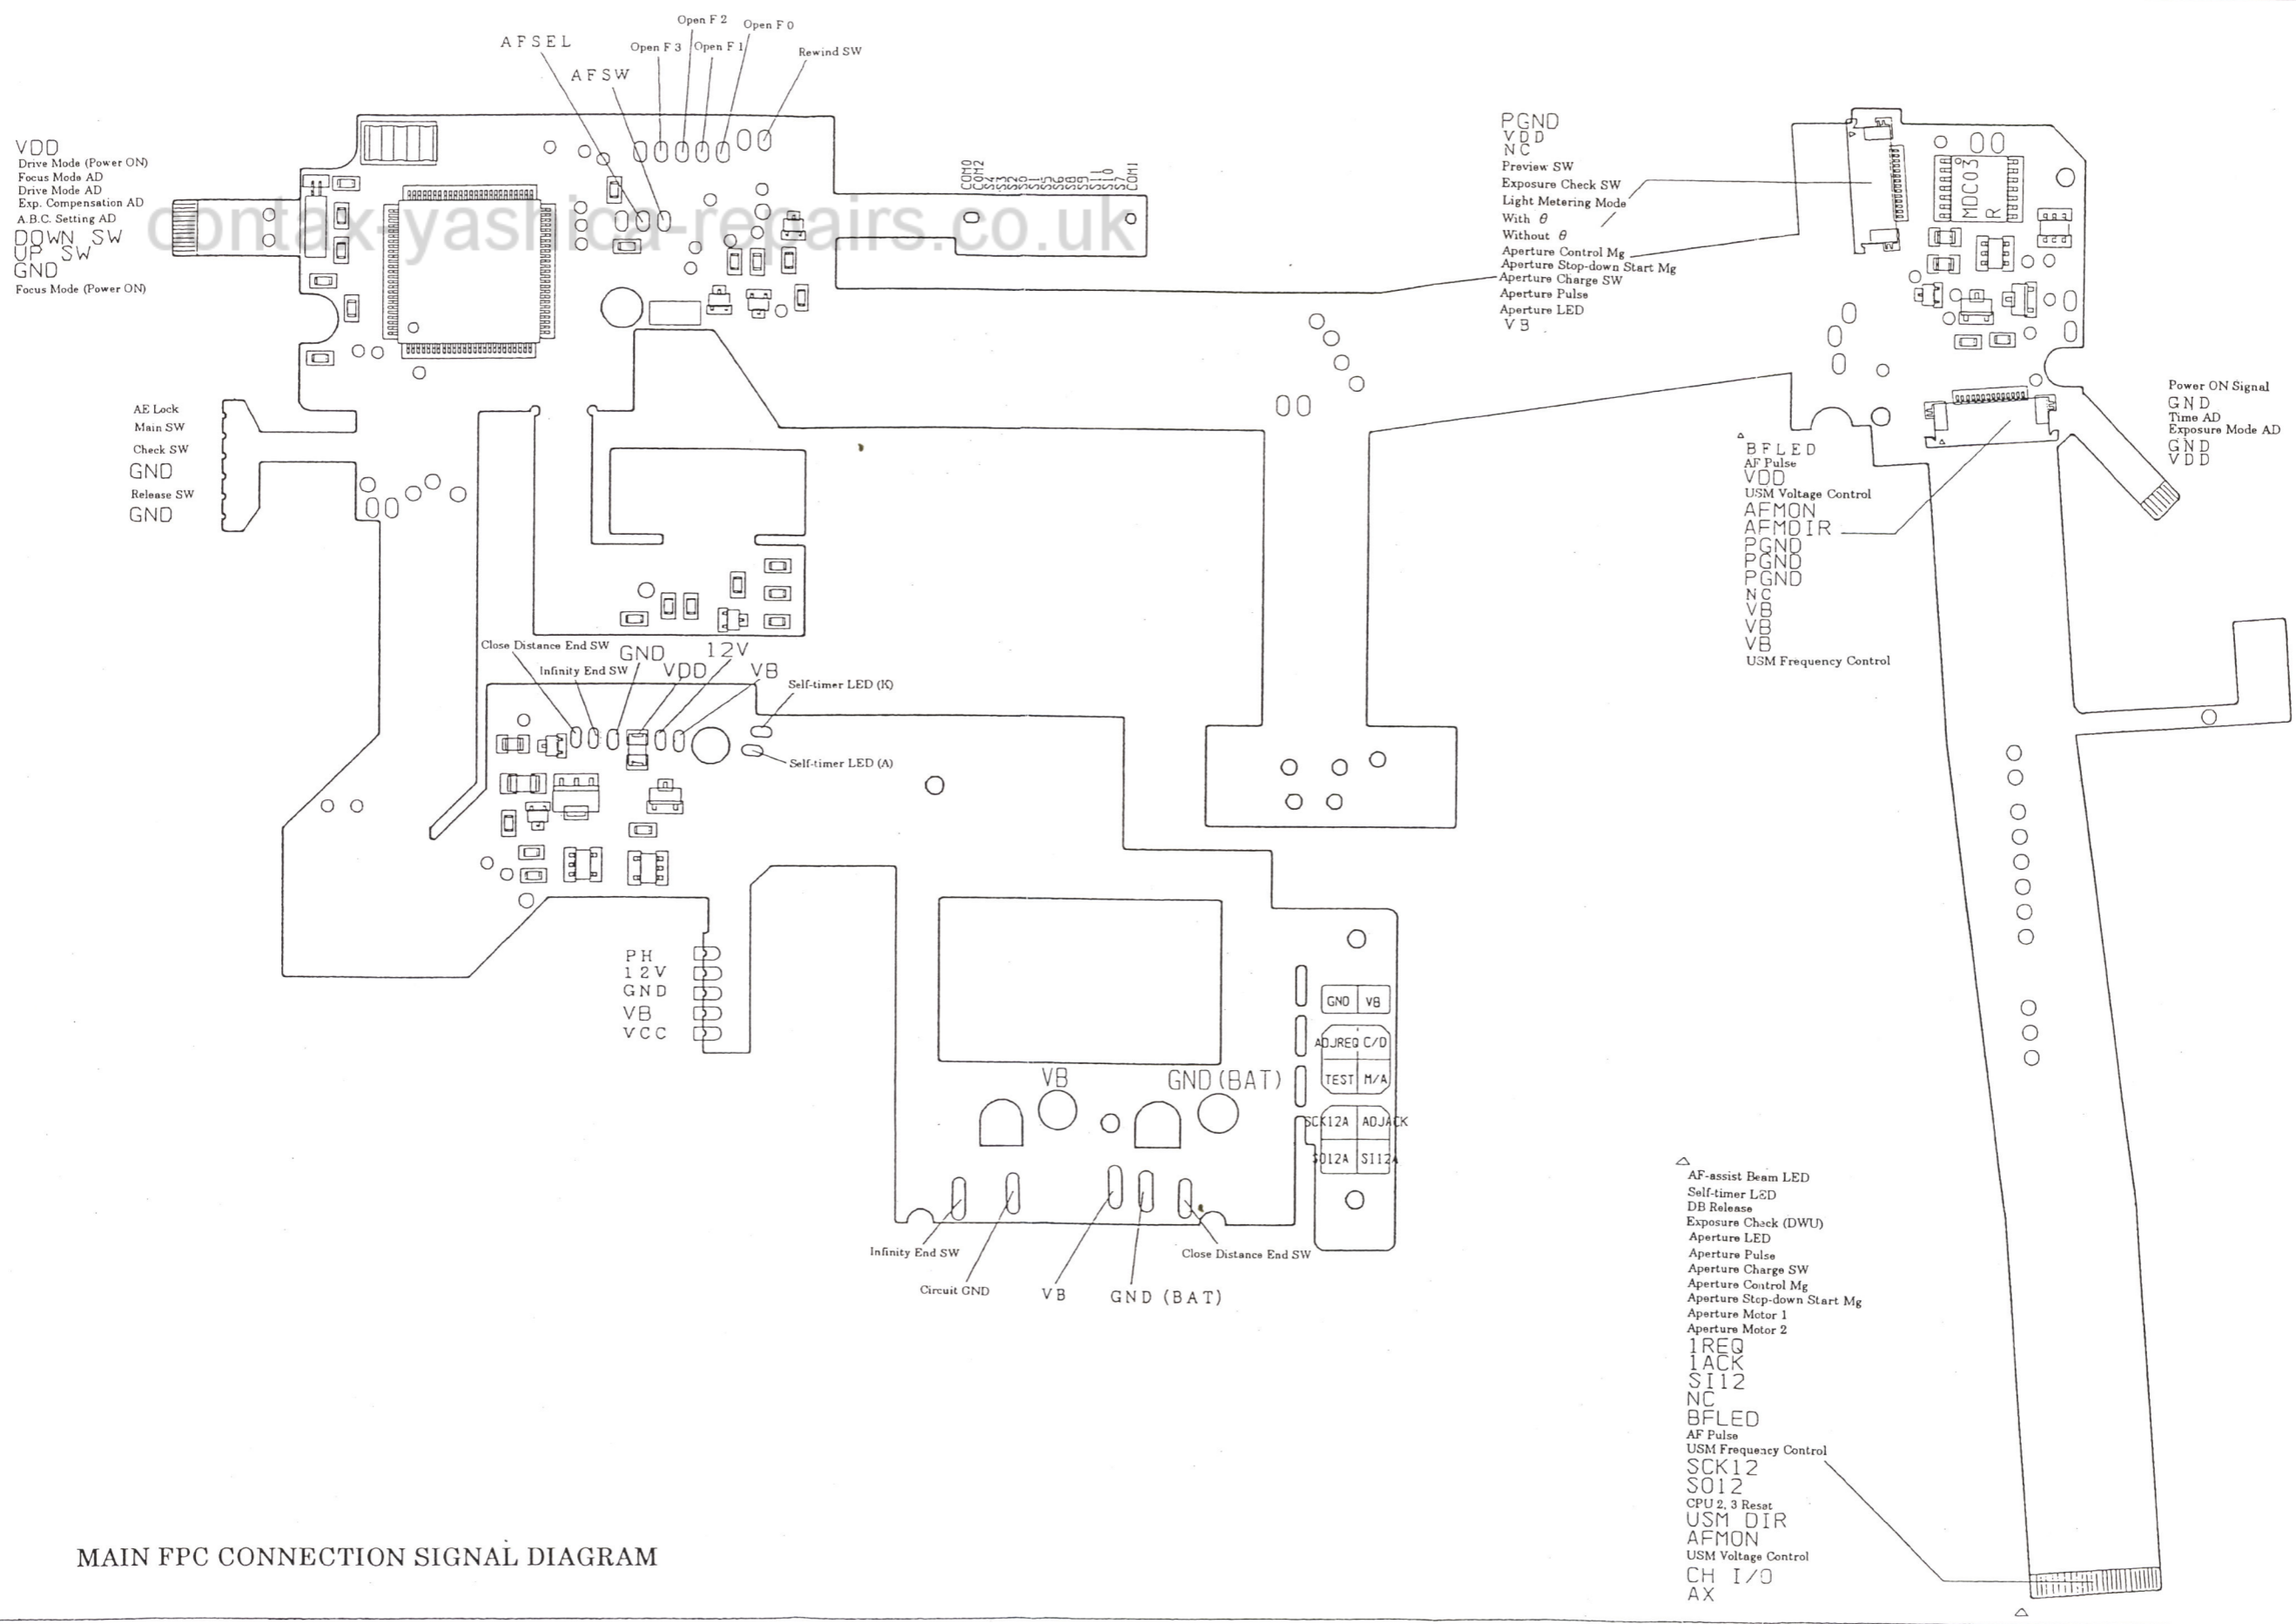 Open F 2
Open F 0
AFSEL
Open F 3
Open F 1
Rewind SW
AFSW
VDD
Drive Mode (Power ON)
Focus Mode AD
Drive Mode AD
Exp. Compensation AD
A.B.C. Setting AD
DOWN SW
UP SW
GND
Focus Mode (Power ON)
contax-yashica-repairs.co.uk
COM0
COM2
COM1
PGND
VDD
NC
Preview SW
Exposure Check SW
Light Metering Mode
With θ
Without θ
Aperture Control Mg
Aperture Stop-down Start Mg
Aperture Charge SW
Aperture Pulse
Aperture LED
VB
MDC03
R
AE Lock
Main SW
Check SW
GND
Release SW
GND
Power ON Signal
GND
Time AD
Exposure Mode AD
GND
VDD
BFLED
AF Pulse
VDD
USM Voltage Control
AFMON
AFMDIR
PGND
PGND
PGND
NC
VB
VB
VB
USM Frequency Control
Close Distance End SW
GND
12V
Infinity End SW
VDD
VB
Self-timer LED (K)
Self-timer LED (A)
PH
12V
GND
VB
VCC
GND VB
ADJREQ C/D
TEST M/A
SCK12A ADJACK
SO12A SI12A
VB
GND (BAT)
Infinity End SW
Circuit GND
VB
GND (BAT)
Close Distance End SW
AF-assist Beam LED
Self-timer LED
DB Release
Exposure Check (DWU)
Aperture LED
Aperture Pulse
Aperture Charge SW
Aperture Control Mg
Aperture Stop-down Start Mg
Aperture Motor 1
Aperture Motor 2
1REQ
1ACK
SI12
NC
BFLED
AF Pulse
USM Frequency Control
SCK12
SO12
CPU 2, 3 Reset
USM DIR
AFMON
USM Voltage Control
CH I/O
AX
MAIN FPC CONNECTION SIGNAL DIAGRAM